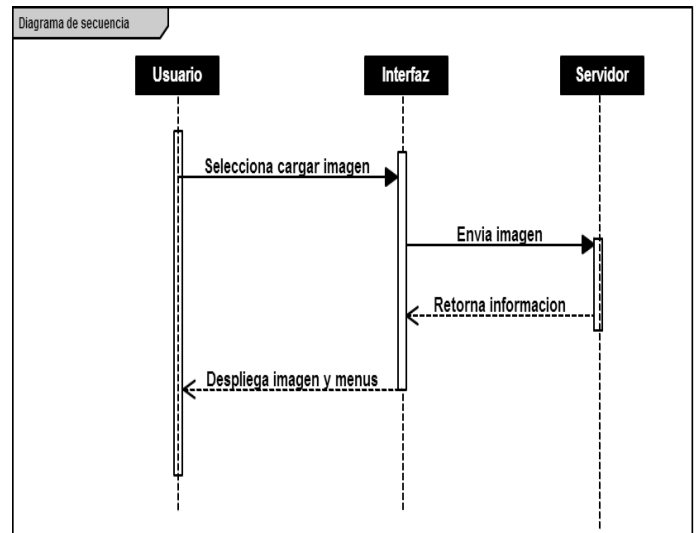 Diagrama de secuencia
Usuario
Interfaz
Servidor
Selecciona cargar imagen
Envia imagen
Retorna informacion
Despliega imagen y menus